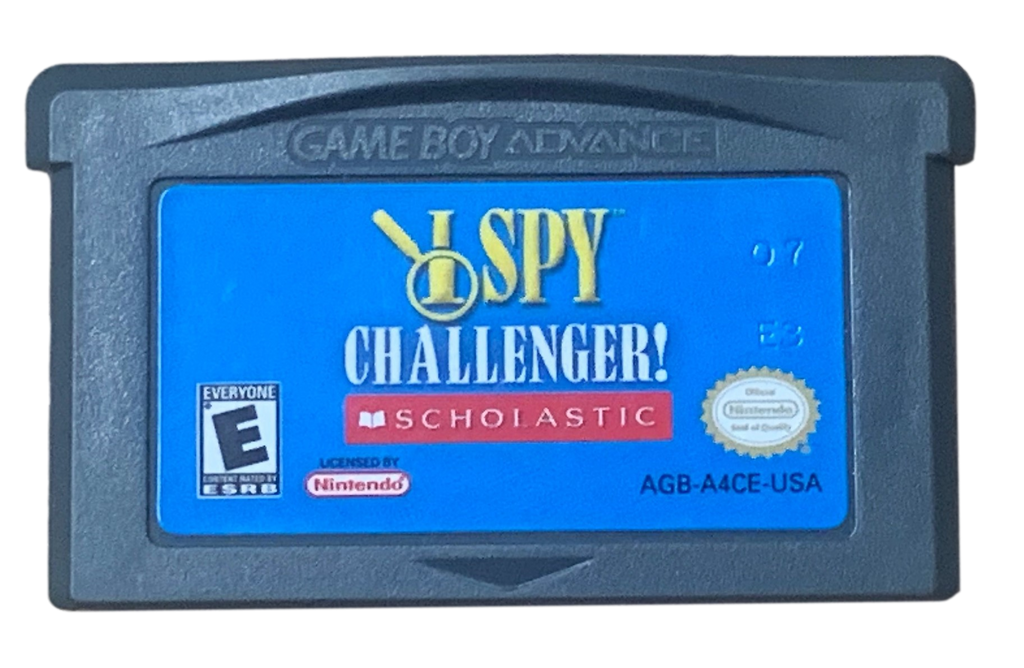 GAME BOY ADVANCE
I SPY™
07
CHALLENGER!
E3
EVERYONE
E
CONTENT RATED BY
ESRB
SCHOLASTIC
Official
Nintendo
Seal of Quality
LICENSED BY
Nintendo®
AGB-A4CE-USA